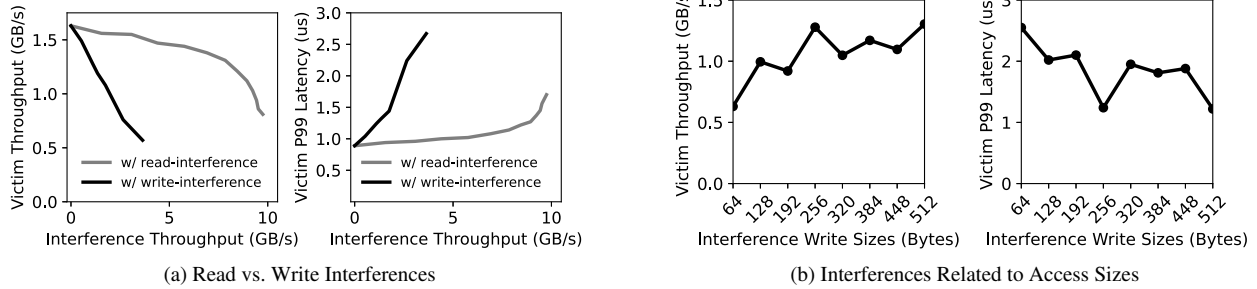 Victim Throughput (GB/s)
1.5
1.0
0.5
0.0
w/ read-interference
w/ write-interference
0 5 10
Interference Throughput (GB/s)
Victim P99 Latency (us)
3.0
2.5
2.0
1.5
1.0
0.5
w/ read-interference
w/ write-interference
0 5 10
Interference Throughput (GB/s)
(a) Read vs. Write Interferences
Victim Throughput (GB/s)
1.5
1.0
0.5
0.0
64 128 192 256 320 384 448 512
Interference Write Sizes (Bytes)
Victim P99 Latency (us)
3
2
1
0
64 128 192 256 320 384 448 512
Interference Write Sizes (Bytes)
(b) Interferences Related to Access Sizes